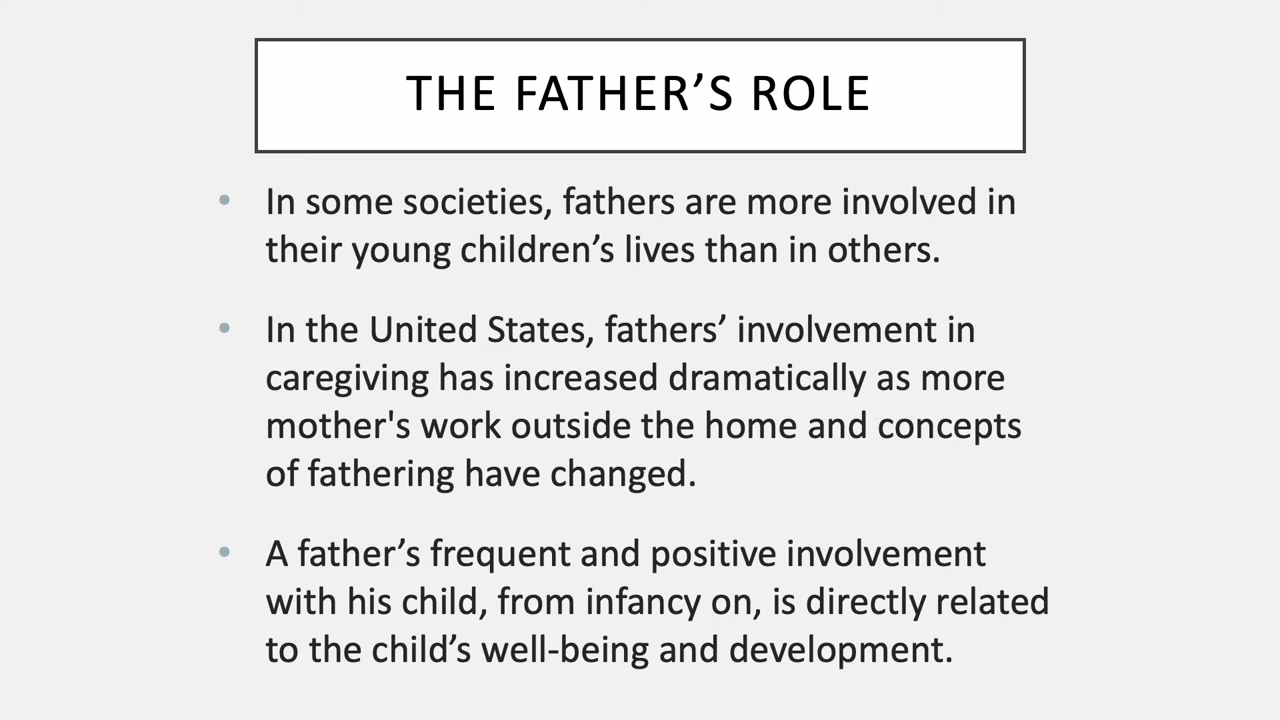 THE FATHER’S ROLE
• In some societies, fathers are more involved in
their young children’s lives than in others.
• In the United States, fathers’ involvement in
caregiving has increased dramatically as more
mother's work outside the home and concepts
of fathering have changed.
• A father’s frequent and positive involvement
with his child, from infancy on, is directly related
to the child’s well-being and development.